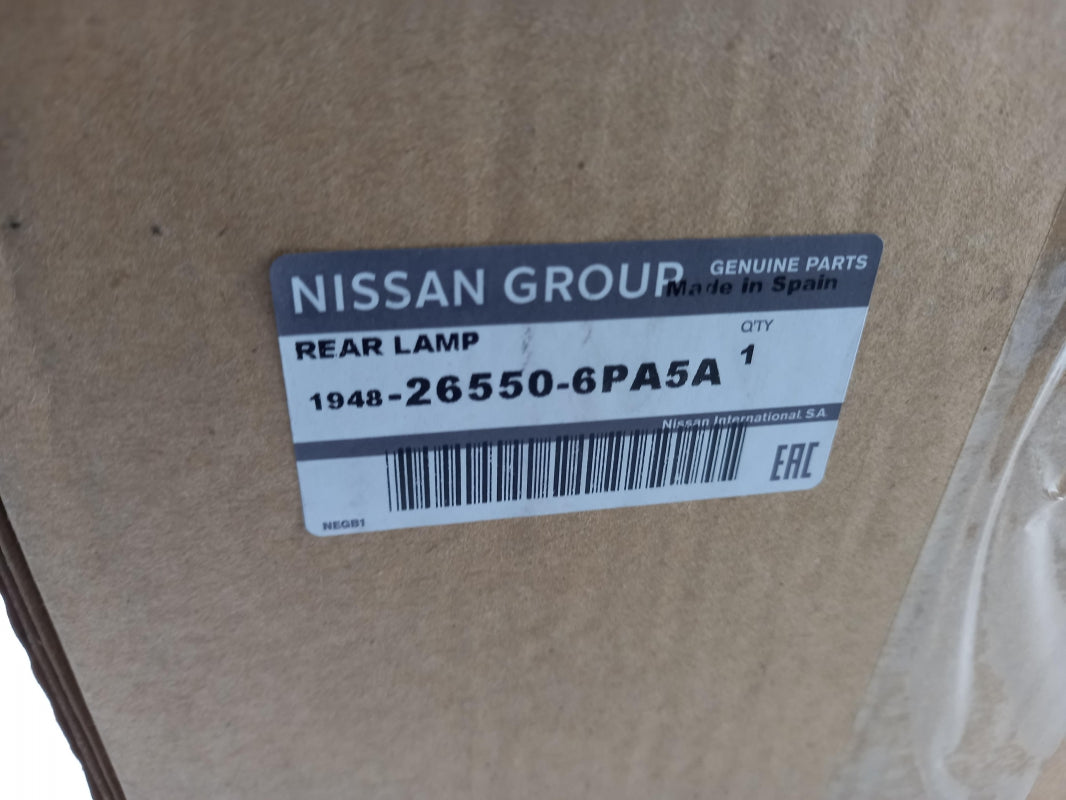 NISSAN GROUP
GENUINE PARTS
Made in Spain
REAR LAMP
Q'TY
1
1948-26550-6PA5A
Nissan International. S.A.
EAC
NEGB1